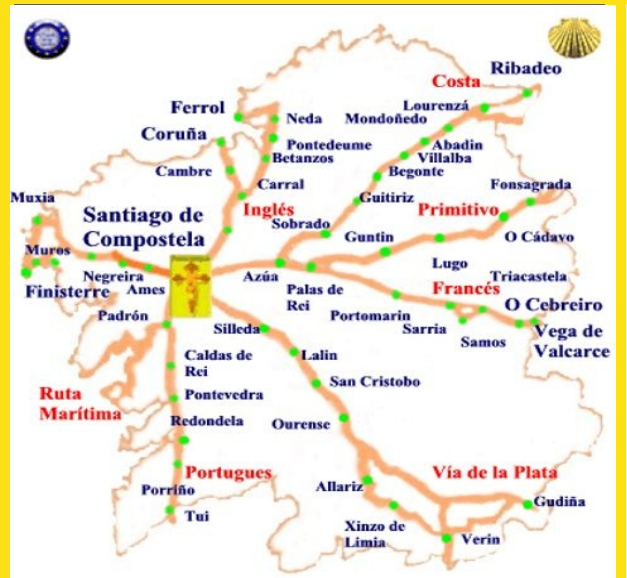 Costa
Ribadeo
Lourenzá
Ferrol
Neda
Mondoñedo
Coruña
Pontedeume
Abadin
Betanzos
Villalba
Cambre
Begonte
Carral
Fonsagrada
Muxia
Guitiriz
Santiago de
Compostela
Inglés
Primitivo
Sobrado
Guntin
O Cádavo
Muros
Lugo
Negreira
Azúa
Triacastela
Finisterre
Ames
Palas de
Rei
Francés
Padrón
Portomarin
O Cebreiro
Silleda
Sarria
Samos
Vega de
Valcarce
Caldas de
Rei
Lalin
San Cristobo
Ruta
Marítima
Pontevedra
Redondela
Ourense
Portugues
Vía de la Plata
Porriño
Allariz
Gudiña
Tui
Xinzo de
Limia
Verin